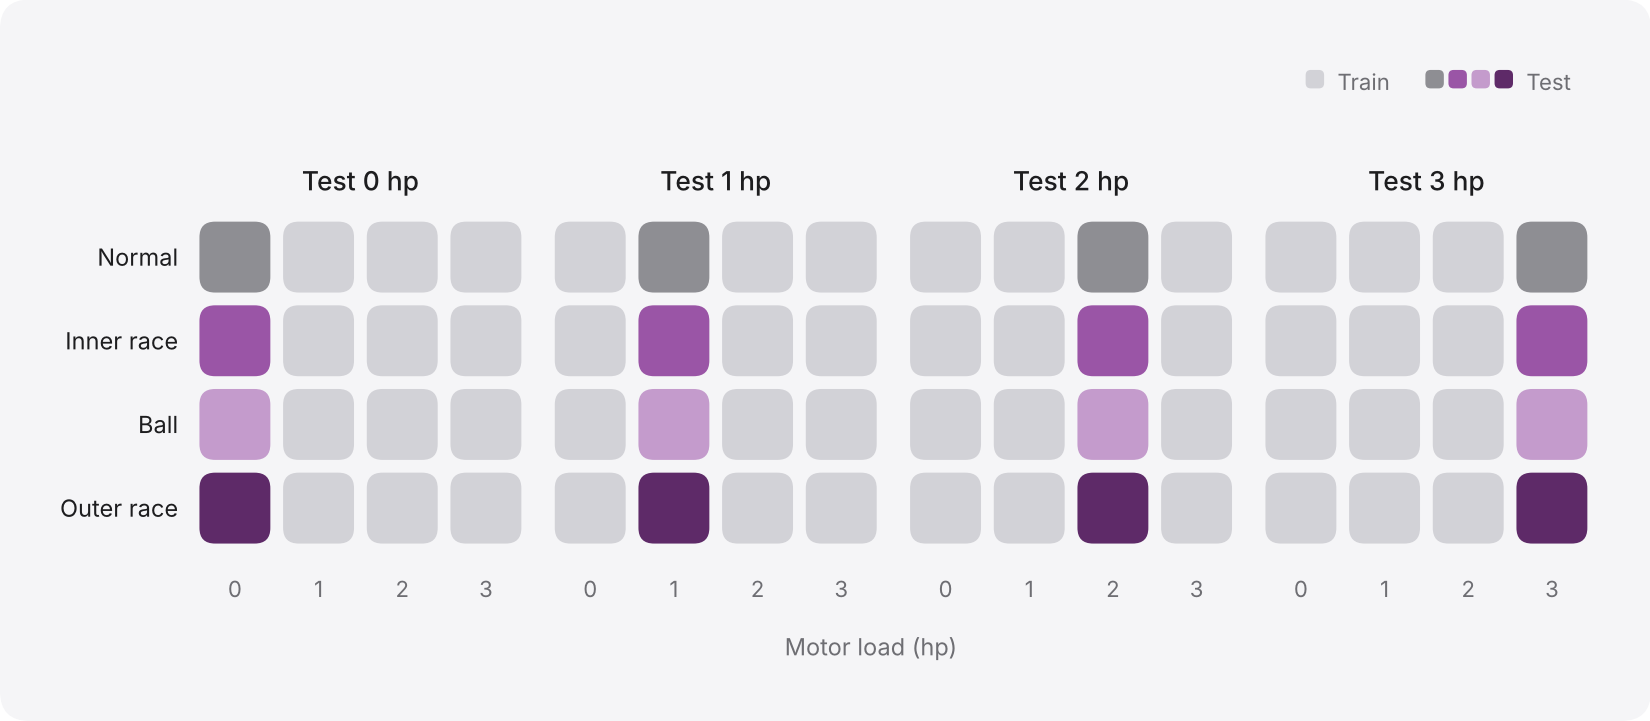 Train Test
Test 0 hp Test 1 hp Test 2 hp Test 3 hp
Normal
Inner race
Ball
Outer race
0 1 2 3 0 1 2 3 0 1 2 3 0 1 2 3
Motor load (hp)